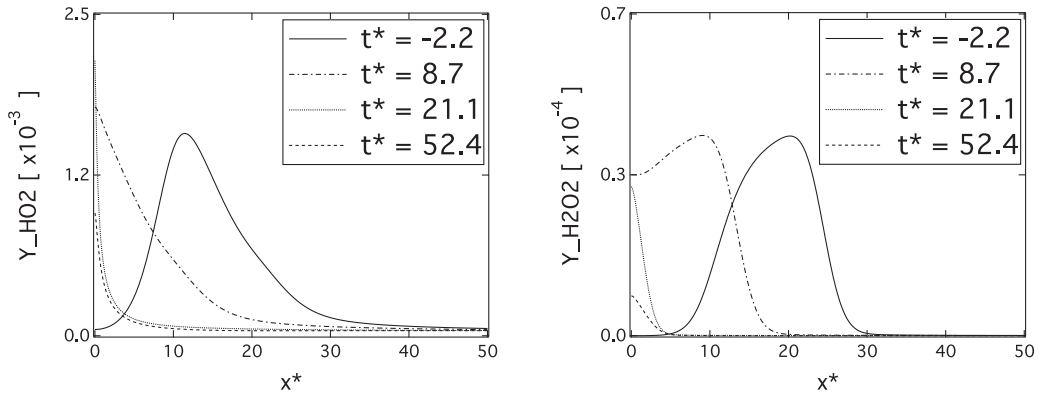 2.5
1.2
0.0
Y_HO2 [ x10⁻³ ]
t* = -2.2
t* = 8.7
t* = 21.1
t* = 52.4
0 10 20 30 40 50
x*
0.7
0.3
0.0
Y_H2O2 [ x10⁻⁴ ]
t* = -2.2
t* = 8.7
t* = 21.1
t* = 52.4
0 10 20 30 40 50
x*